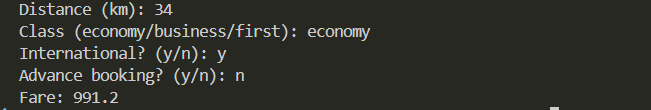 Distance (km): 34
Class (economy/business/first): economy
International? (y/n): y
Advance booking? (y/n): n
Fare: 991.2